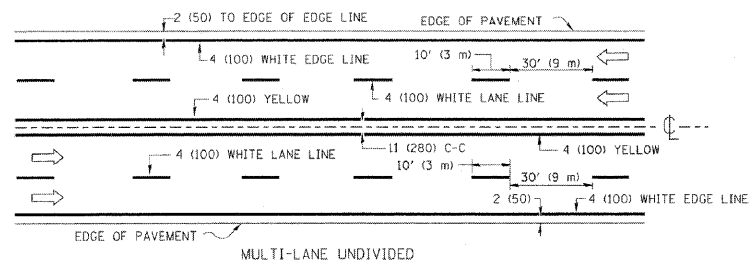 2 (50) TO EDGE OF EDGE LINE
EDGE OF PAVEMENT
4 (100) WHITE EDGE LINE
10' (3 m)
30' (9 m)
4 (100) YELLOW
4 (100) WHITE LANE LINE
CL
11 (280) C-C
4 (100) WHITE LANE LINE
4 (100) YELLOW
10' (3 m)
30' (9 m)
2 (50)
4 (100) WHITE EDGE LINE
EDGE OF PAVEMENT
MULTI-LANE UNDIVIDED